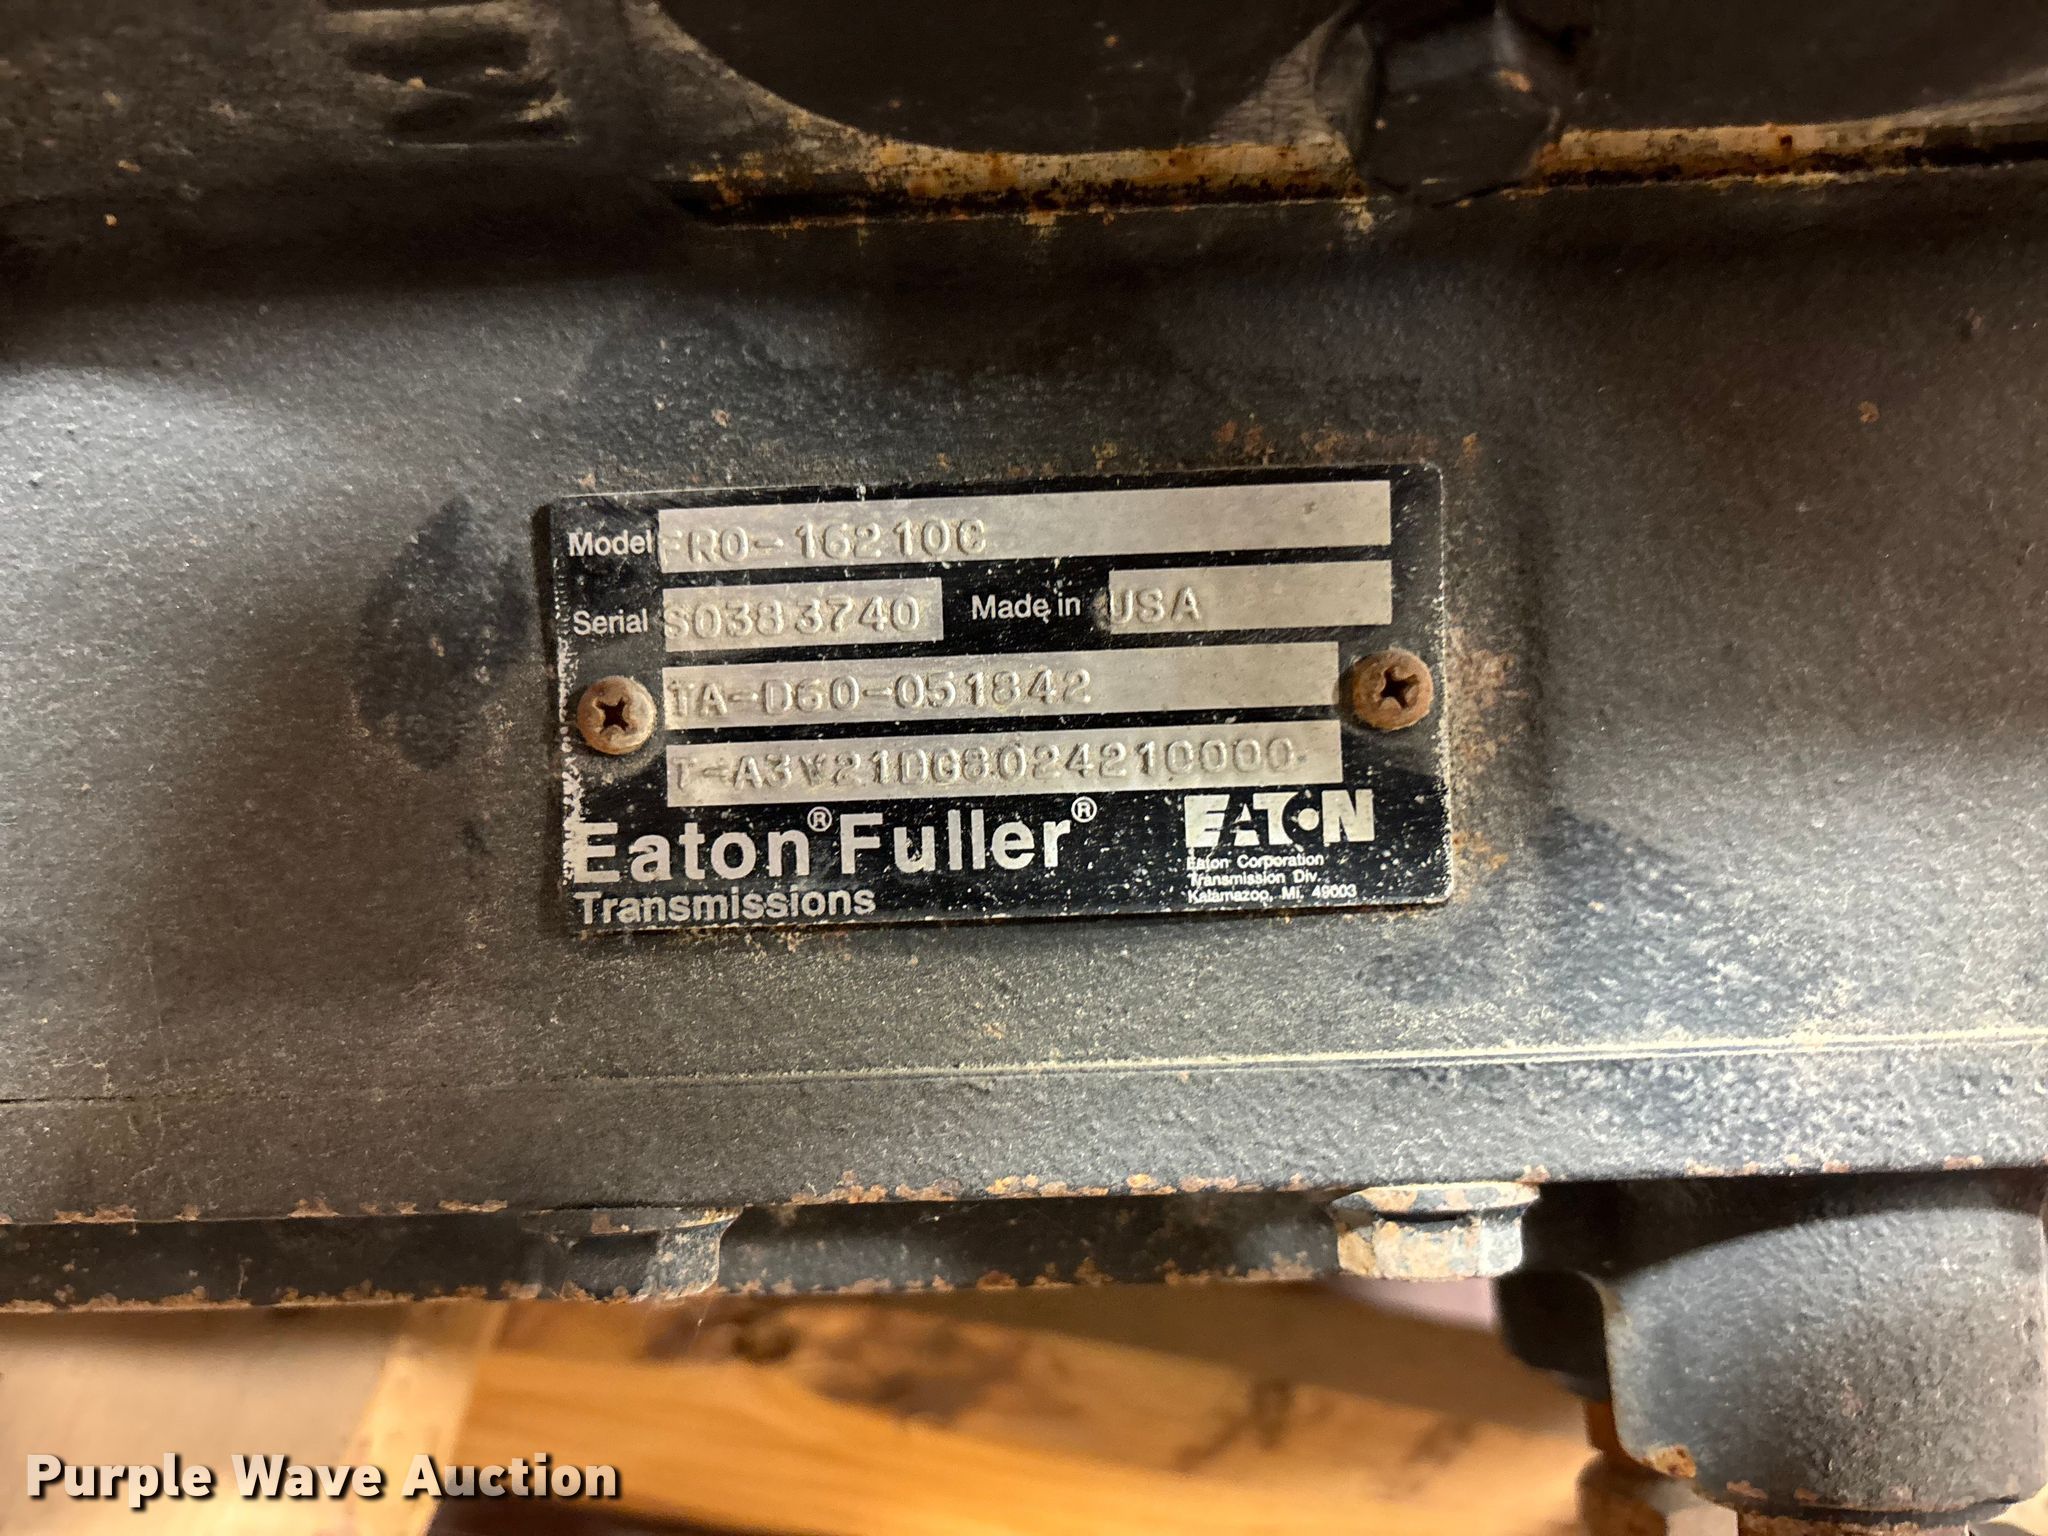 Model FRO-16210C
Serial S0383740 Made in USA
TA-D60-051842
T-A3V21DG8024210000
Eaton® Fuller®
Transmissions
EATON
Eaton Corporation
Transmission Div.
Kalamazoo, Mi. 49003
Purple Wave Auction